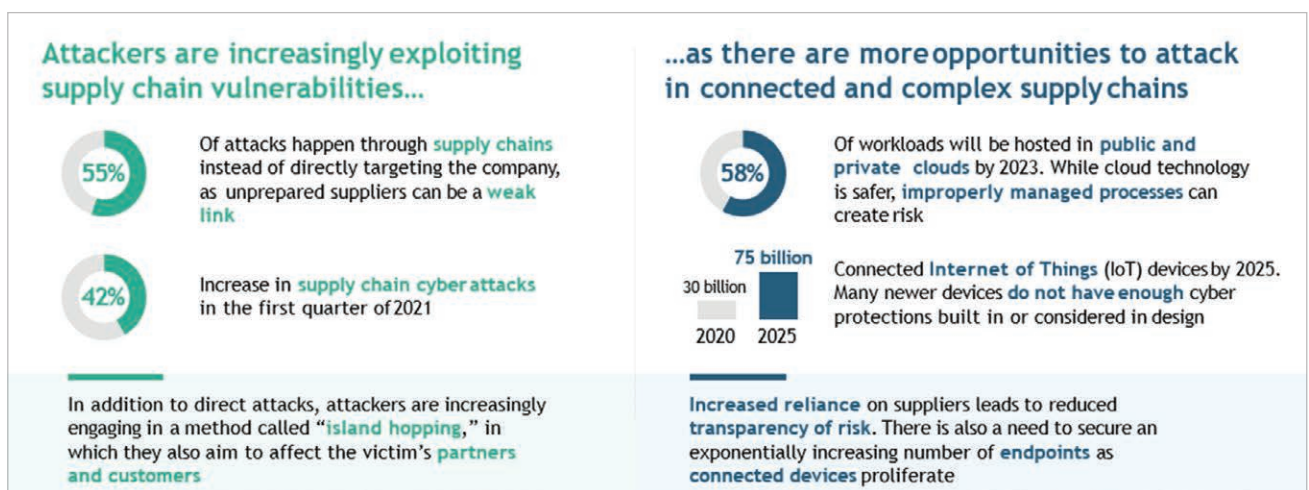 Attackers are increasingly exploiting
supply chain vulnerabilities...
55%
Of attacks happen through supply chains
instead of directly targeting the company,
as unprepared suppliers can be a weak
link
42%
Increase in supply chain cyber attacks
in the first quarter of 2021
In addition to direct attacks, attackers are increasingly
engaging in a method called “island hopping,” in
which they also aim to affect the victim’s partners
and customers
...as there are more opportunities to attack
in connected and complex supply chains
58%
Of workloads will be hosted in public and
private clouds by 2023. While cloud technology
is safer, improperly managed processes can
create risk
75 billion
30 billion
2020 2025
Connected Internet of Things (IoT) devices by 2025.
Many newer devices do not have enough cyber
protections built in or considered in design
Increased reliance on suppliers leads to reduced
transparency of risk. There is also a need to secure an
exponentially increasing number of endpoints as
connected devices proliferate